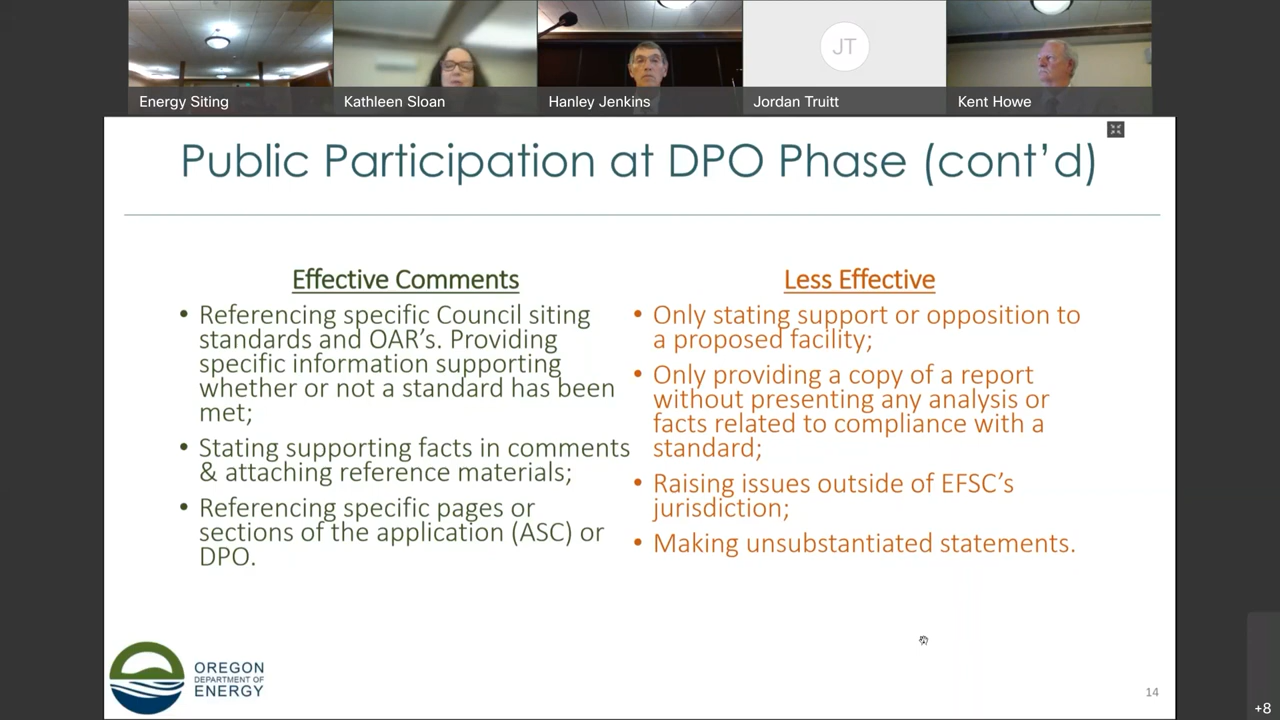 JT
Energy Siting
Kathleen Sloan
Hanley Jenkins
Jordan Truitt
Kent Howe
Public Participation at DPO Phase (cont’d)
Effective Comments
• Referencing specific Council siting
standards and OAR’s. Providing
specific information supporting
whether or not a standard has been
met;
• Stating supporting facts in comments
& attaching reference materials;
• Referencing specific pages or
sections of the application (ASC) or
DPO.
Less Effective
• Only stating support or opposition to
a proposed facility;
• Only providing a copy of a report
without presenting any analysis or
facts related to compliance with a
standard;
• Raising issues outside of EFSC’s
jurisdiction;
• Making unsubstantiated statements.
OREGON
DEPARTMENT OF
ENERGY
14
+8